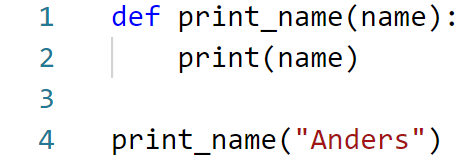 1 def print_name(name):
2     print(name)
3
4 print_name("Anders")